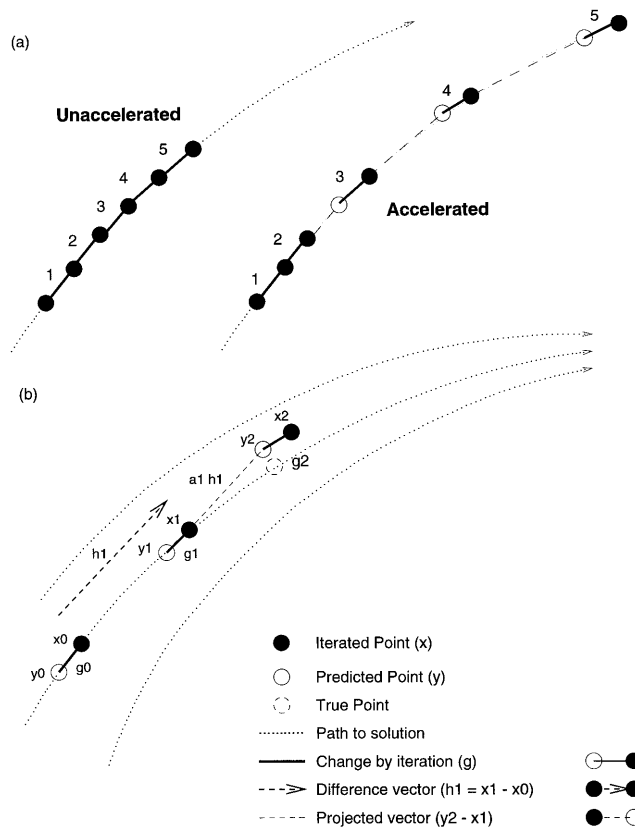 (a)
Unaccelerated
1
2
3
4
5
Accelerated
1
2
3
4
5
(b)
x2
y2
g2
a1 h1
x1
h1
y1
g1
x0
y0
g0
Iterated Point (x)
Predicted Point (y)
True Point
Path to solution
Change by iteration (g)
Difference vector (h1 = x1 - x0)
Projected vector (y2 - x1)